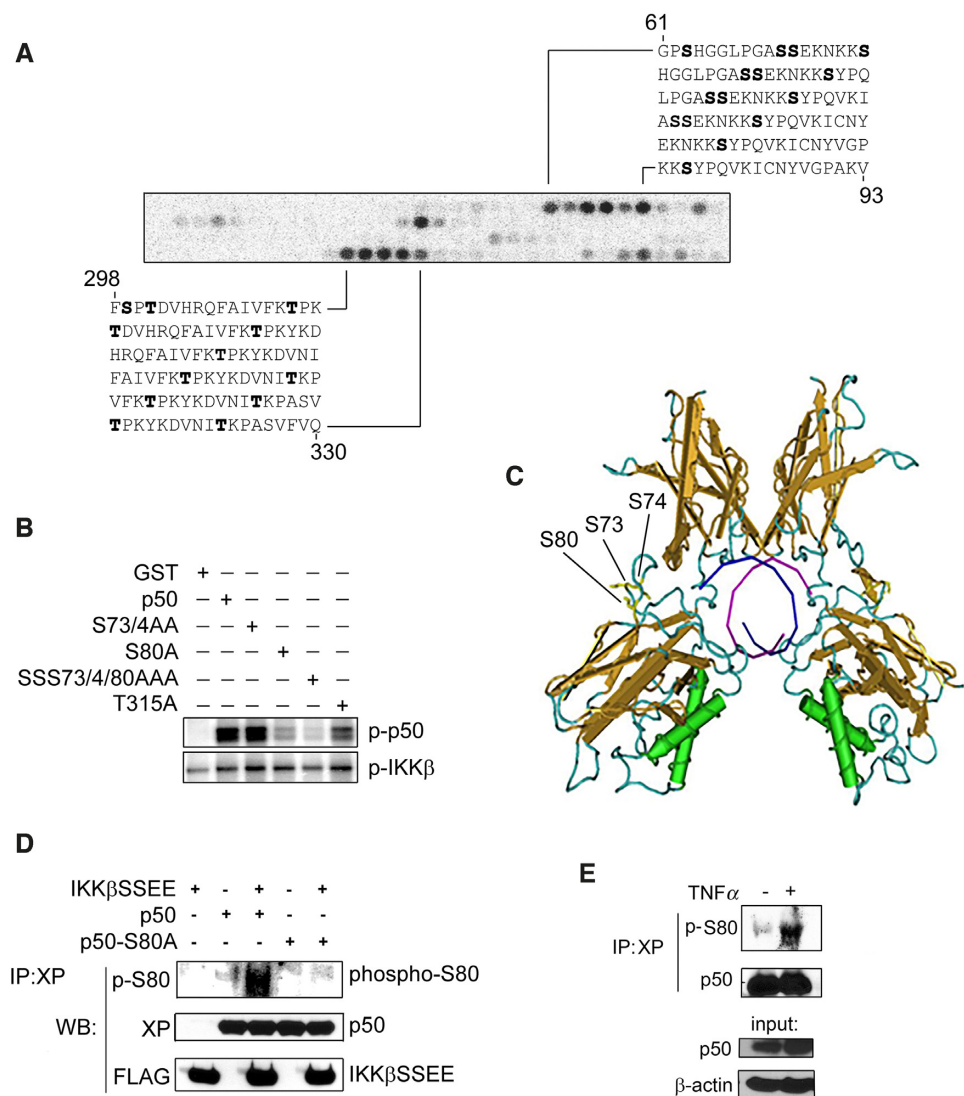 A
61
GPSHGGLPGASSEKNKKS
HGGLPGASSEKNKKSYPQ
LPGASSEKNKKSYPQVKI
ASSEKNKKSYPQVKICNY
EKNKKSYPQVKICNYVGP
KKSYPQVKICNYVGPAKV
93
298
FSPTDVHRQFAIVFKTPK
TDVHRQFAIVFKTPKYKD
HRQFAIVFKTPKYKDVNI
FAIVFKTPKYKDVNITKP
VFKTPKYKDVNITKPASV
TPKYKDVNITKPASVFVQ
330
B
GST + – – – – –
p50 – + – – – –
S73/4AA – – + – – –
S80A – – – + – –
SSS73/4/80AAA – – – – + –
T315A – – – – – +
p-p50
p-IKKβ
C
S74
S73
S80
D
IKKβSSEE + - + - +
p50 - + + - -
p50-S80A - - - + +
IP:XP
p-S80 phospho-S80
WB: XP p50
FLAG IKKβSSEE
E
TNFα - +
IP:XP
p-S80
p50
input:
p50
β-actin